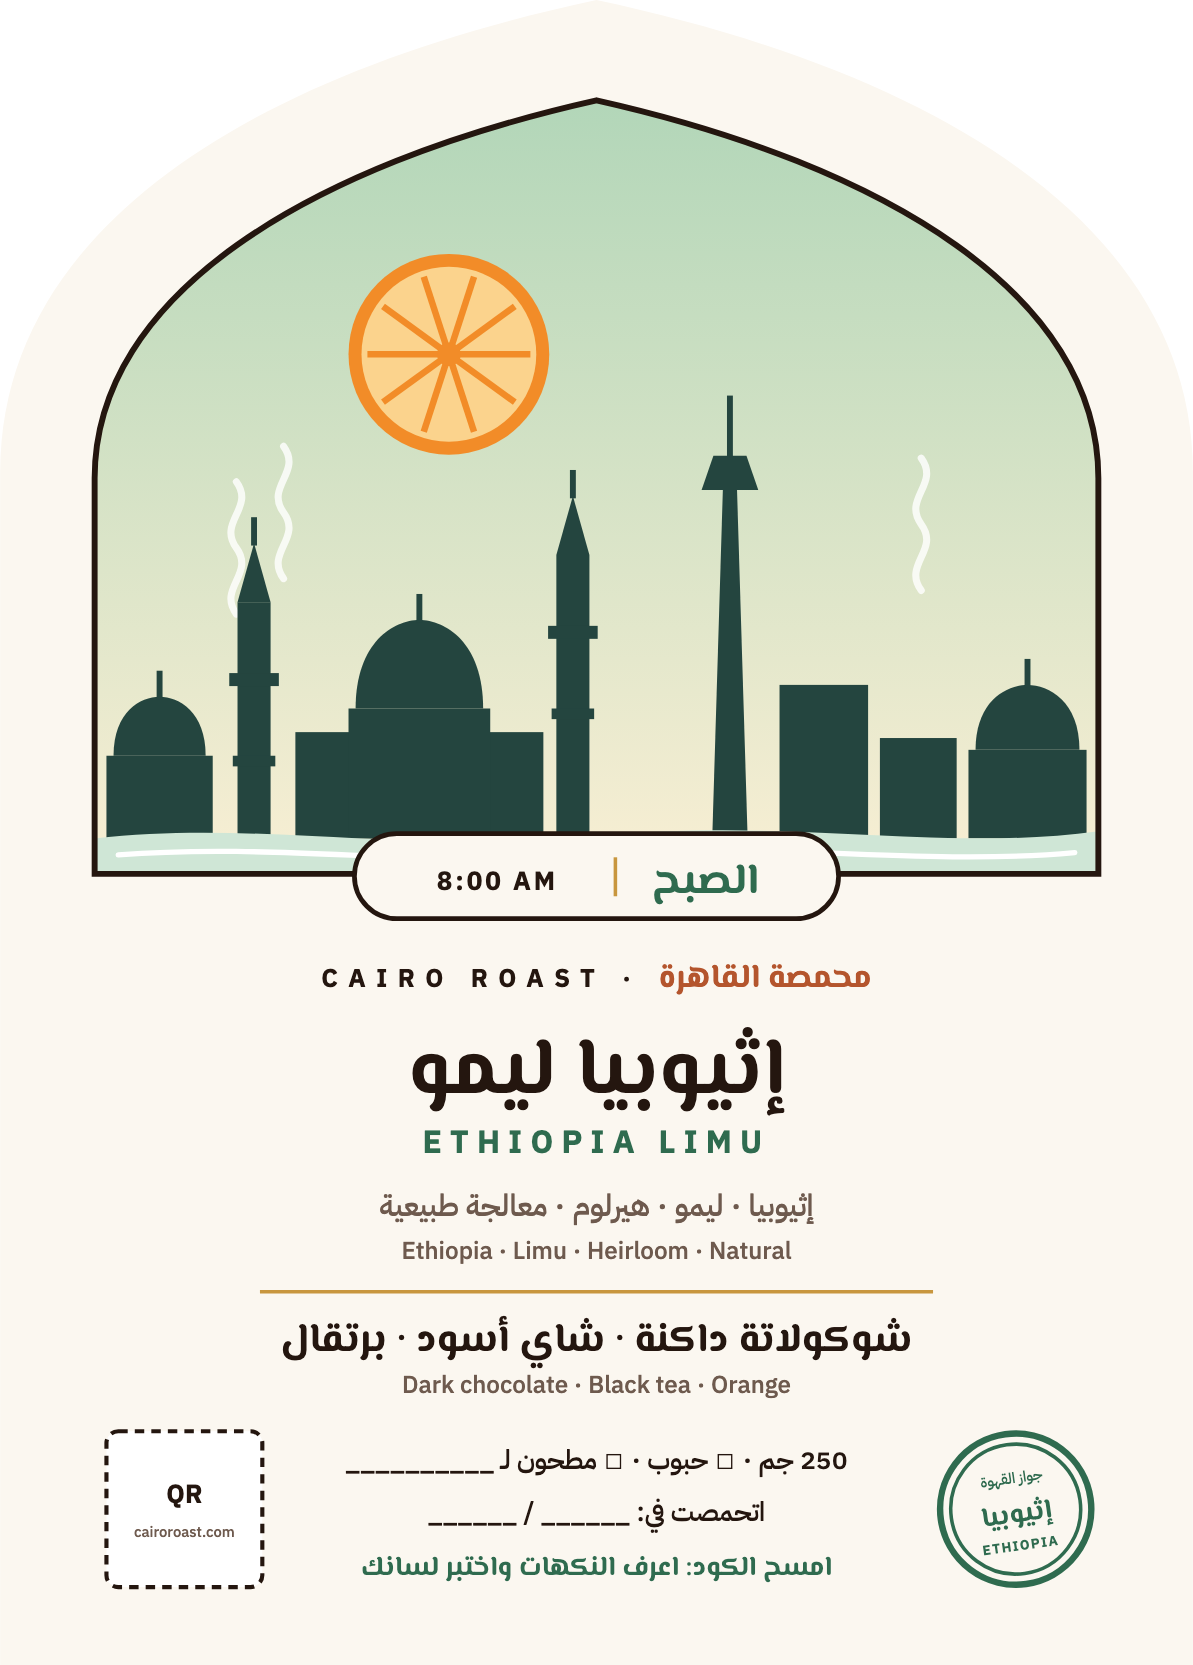 8:00 AM | الصبح
CAIRO ROAST · محمصة القاهرة
إثيوبيا ليمو
ETHIOPIA LIMU
إثيوبيا · ليمو · هيرلوم · معالجة طبيعية
Ethiopia · Limu · Heirloom · Natural
شوكولاتة داكنة · شاي أسود · برتقال
Dark chocolate · Black tea · Orange
250 جم · □ حبوب · □ مطحون لـ __________
اتحمصت في: ______ / ______
امسح الكود: اعرف النكهات واختبر لسانك
QR
cairoroast.com
جواز القهوة
إثيوبيا
ETHIOPIA